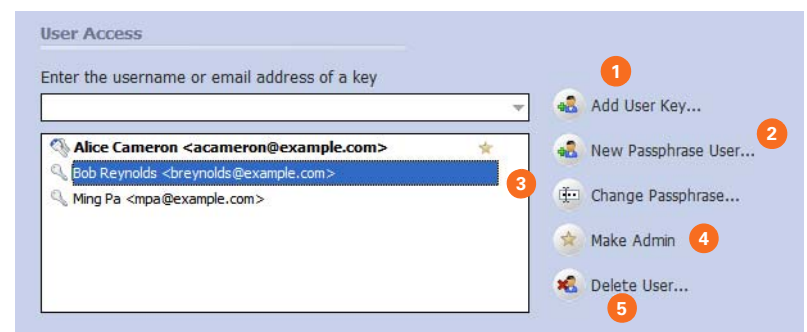 User Access
Enter the username or email address of a key
1
Add User Key...
2
Alice Cameron <acameron@example.com>
New Passphrase User...
Bob Reynolds <breynolds@example.com>
3
Ming Pa <mpa@example.com>
Change Passphrase...
Make Admin
4
Delete User...
5